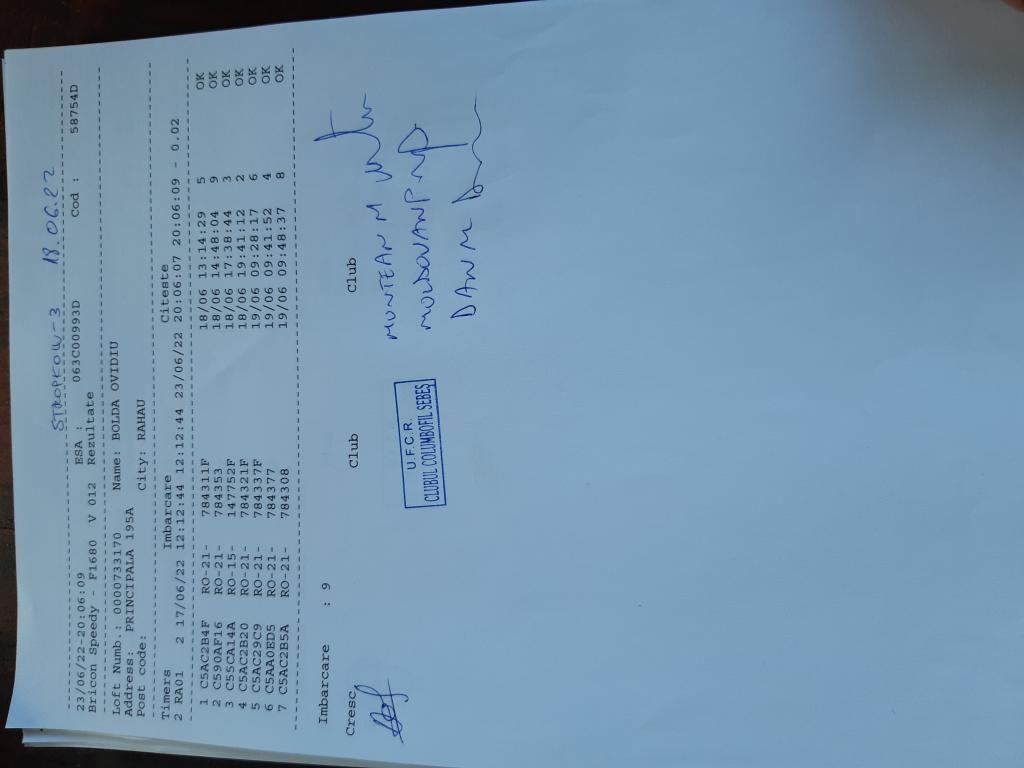 STROPKOW-3 18.06.22
23/06/22-20:06:09 ESA : 063C00993D Cod : 58754D
Bricon Speedy - F1680 V 012 Rezultate
Loft Numb.: 0000733170 Name: BOLDA OVIDIU
Address: PRINCIPALA 195A City: RAHAU
Post code:
Timers Imbarcare Citeste
2 RA01 2 17/06/22 12:12:44 12:12:44 23/06/22 20:06:07 20:06:09 - 0.02
1 C5AC2B4F RO-21- 784311F 18/06 13:14:29 5 OK
2 C590AF16 RO-21- 784353 18/06 14:48:04 9 OK
3 C55CA14A RO-15- 147752F 18/06 17:38:44 3 OK
4 C5AC2B20 RO-21- 784321F 18/06 19:41:12 2 OK
5 C5AC29C9 RO-21- 784337F 19/06 09:28:17 6 OK
6 C5AA0ED5 RO-21- 784377 19/06 09:41:52 4 OK
7 C5AC2B5A RO-21- 784308 19/06 09:48:37 8 OK
Imbarcare : 9
Cresc Club Club
MUNTEAN M
U.F.C.R.
CLUBUL COLUMBOFIL SEBES
MOLDOVAN P
DAN M